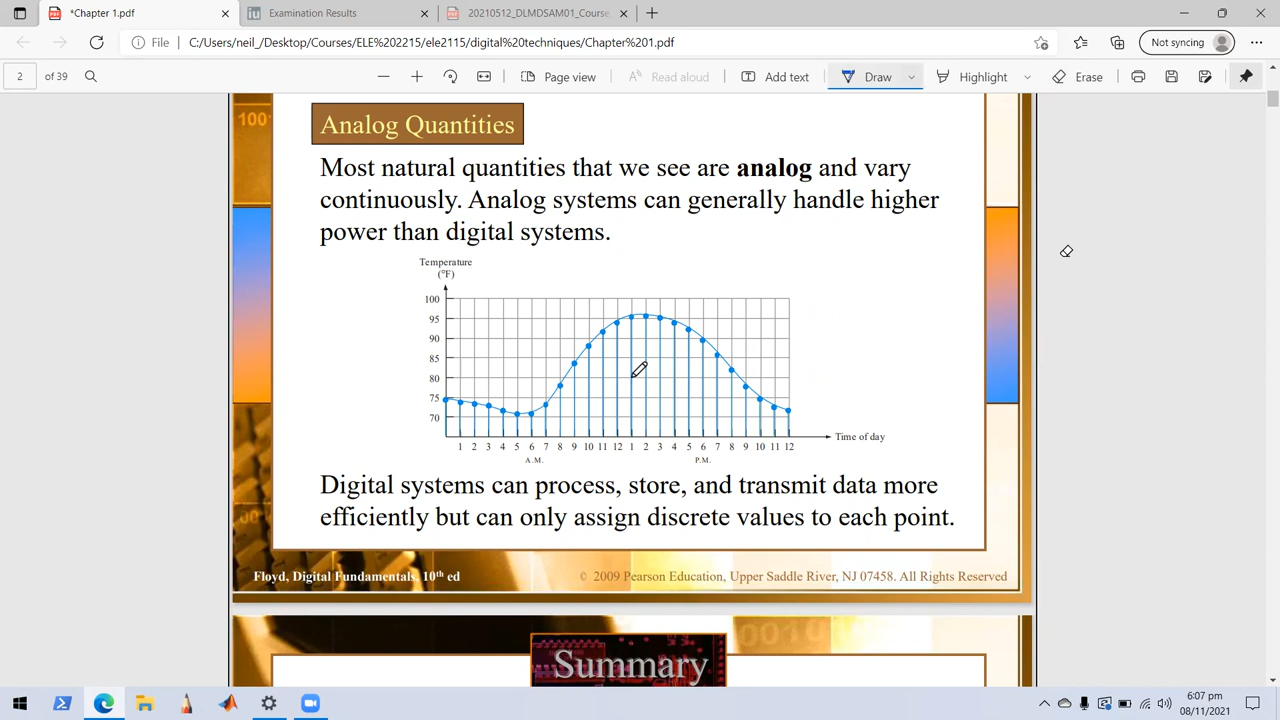 *Chapter 1.pdf
Examination Results
20210512_DLMDSAM01_Course_
File
C:/Users/neil_/Desktop/Courses/ELE%202215/ele2115/digital%20techniques/Chapter%201.pdf
Not syncing
2 of 39
Page view
Read aloud
Add text
Draw
Highlight
Erase
1001
Analog Quantities
Most natural quantities that we see are analog and vary
continuously. Analog systems can generally handle higher
power than digital systems.
Temperature
(°F)
100
95
90
85
80
75
70
Time of day
1 2 3 4 5 6 7 8 9 10 11 12 1 2 3 4 5 6 7 8 9 10 11 12
A.M. P.M.
Digital systems can process, store, and transmit data more
efficiently but can only assign discrete values to each point.
Floyd, Digital Fundamentals, 10th ed
© 2009 Pearson Education, Upper Saddle River, NJ 07458. All Rights Reserved
Summary
6:07 pm
08/11/2021